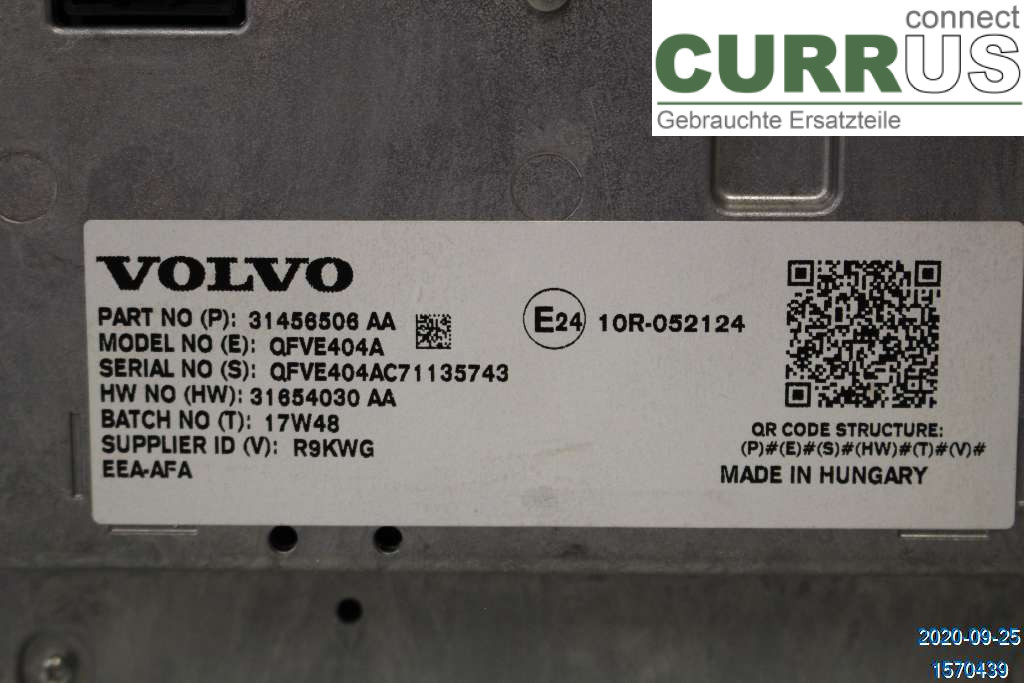 connect
CURRUS
Gebrauchte Ersatzteile
VOLVO
PART NO (P): 31456506 AA
MODEL NO (E): QFVE404A
SERIAL NO (S): QFVE404AC71135743
HW NO (HW): 31654030 AA
BATCH NO (T): 17W48
SUPPLIER ID (V): R9KWG
EEA-AFA
E24 10R-052124
QR CODE STRUCTURE:
(P)#(E)#(S)#(HW)#(T)#(V)#
MADE IN HUNGARY
2020-09-25
1570439